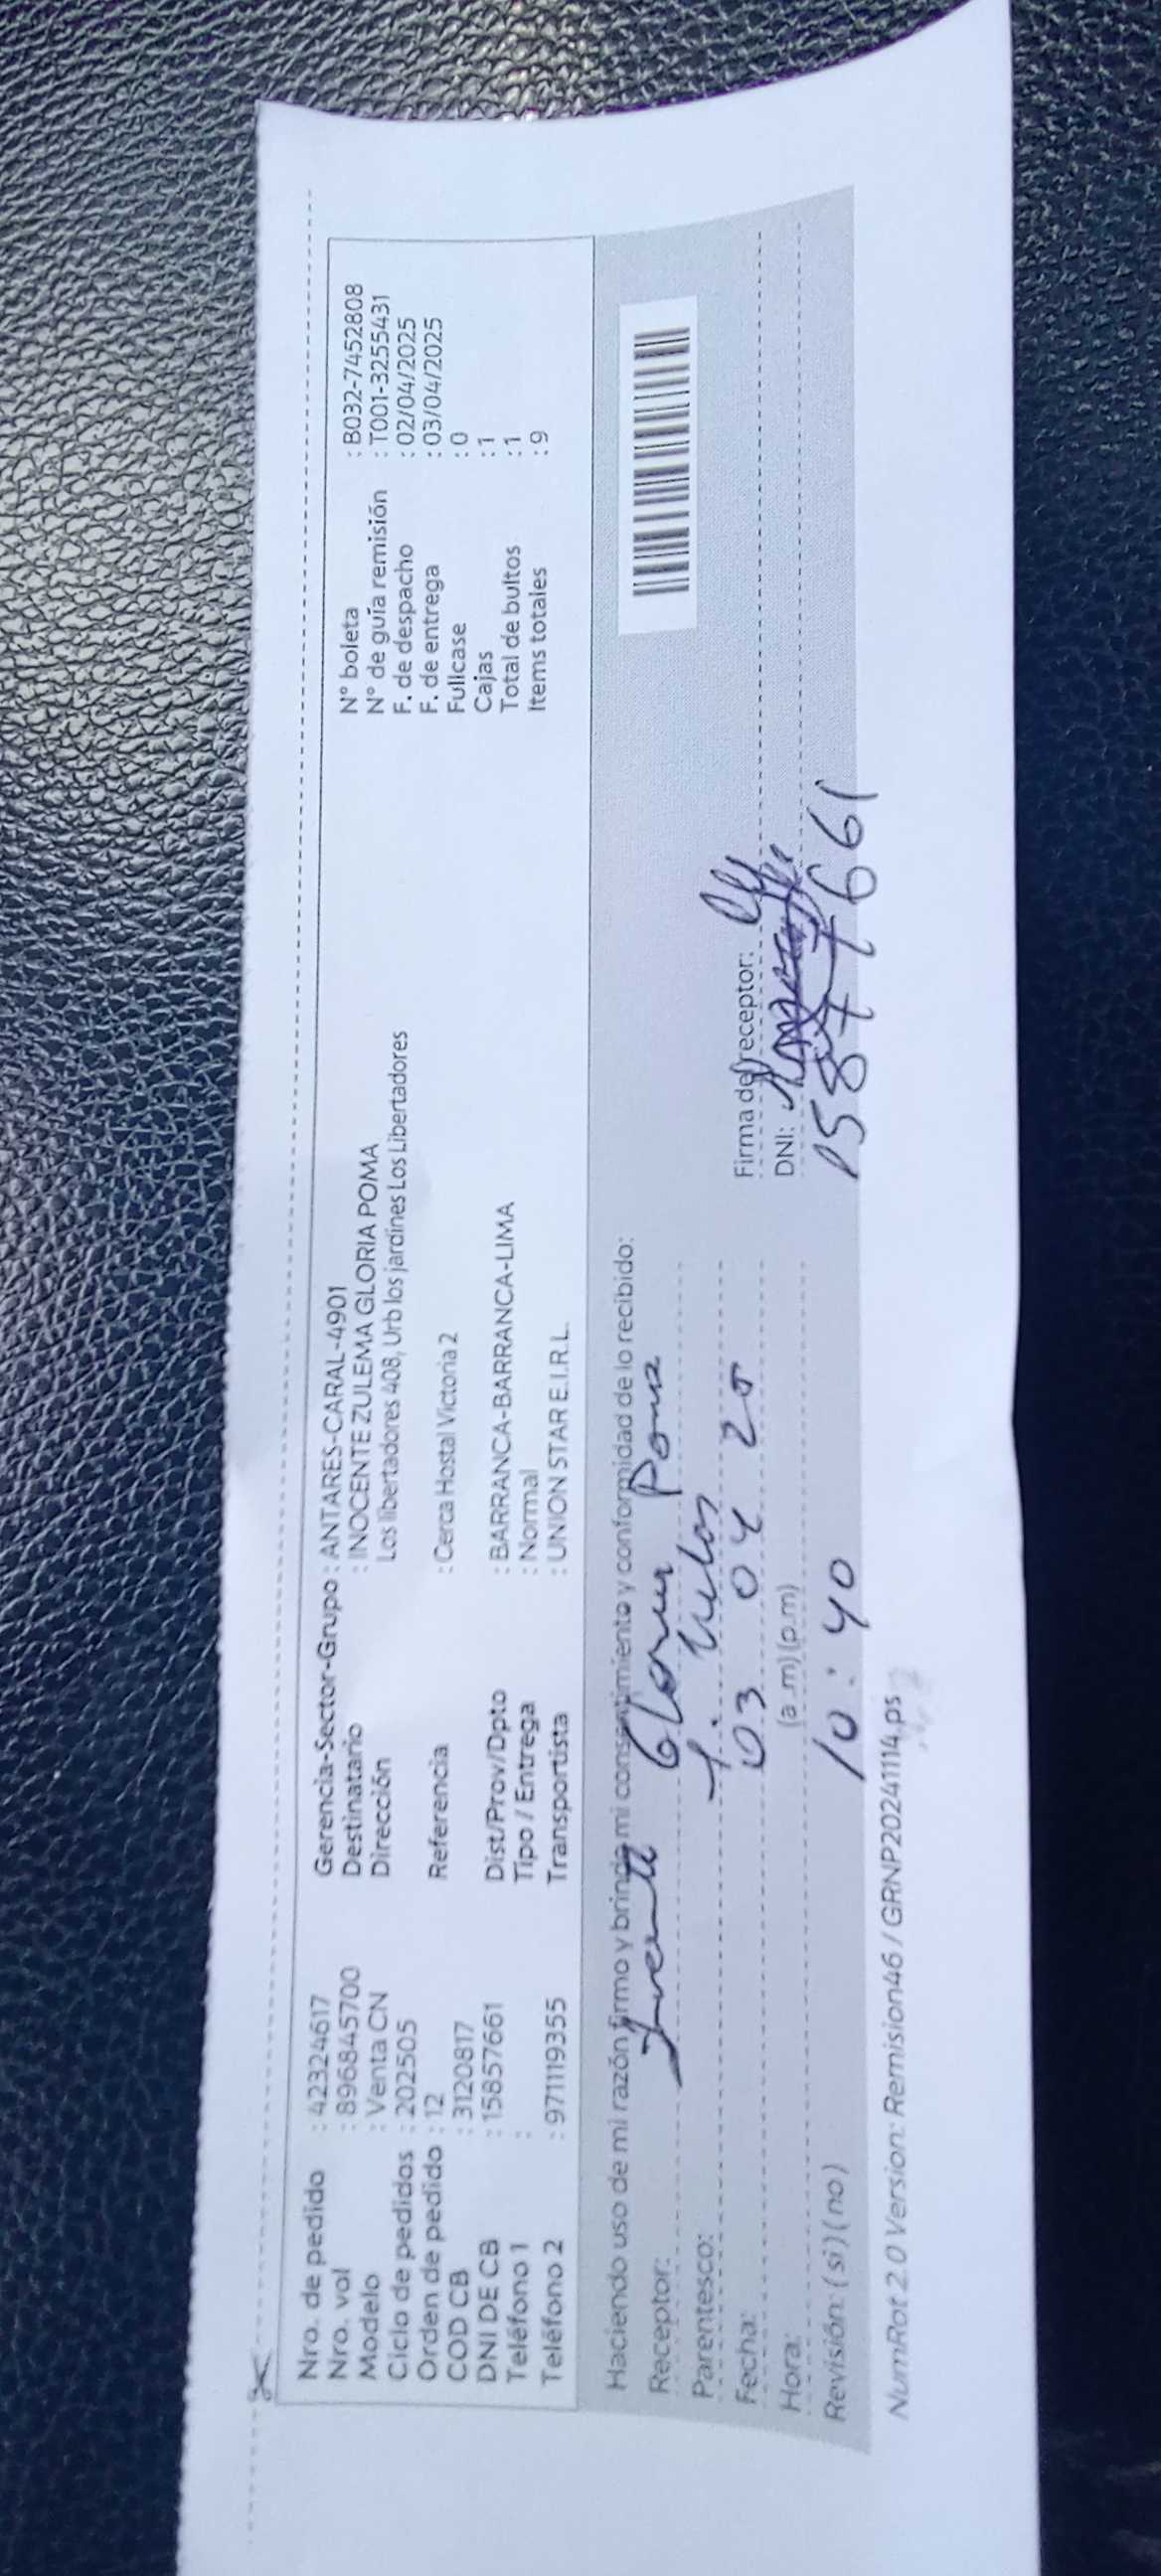 Nro. de pedido : 42324617
Nro. vol : 896845700
Modelo : Venta CN
Ciclo de pedidos : 202505
Orden de pedido : 12
COD CB : 3120817
DNI DE CB : 15857661
Teléfono 1 :
Teléfono 2 : 971119355
Gerencia-Sector-Grupo : ANTARES-CARAL-4901
Destinatario : INOCENTE ZULEMA GLORIA POMA
Dirección Los libertadores 408, Urb los jardines Los Libertadores
Referencia : Cerca Hostal Victoria 2
Dist/Prov/Dpto : BARRANCA-BARRANCA-LIMA
Tipo / Entrega : Normal
Transportista : UNION STAR E.I.R.L.
N° boleta : B032-7452808
N° de guía remisión : T001-3255431
F. de despacho : 02/04/2025
F. de entrega : 03/04/2025
Fullcase : 0
Cajas : 1
Total de bultos : 1
Items totales : 9
Haciendo uso de mi razón firmo y brindo mi consentimiento y conformidad de lo recibido:
Receptor: Poma
Parentesco: Titular
Fecha: 03 04 25
Hora: (a.m) (p.m)
Revisión: (si) (no) 10:40
Firma del receptor:
DNI:
15857661
NumRot 2.0 Version: Remision46 / GRNP20241114.ps